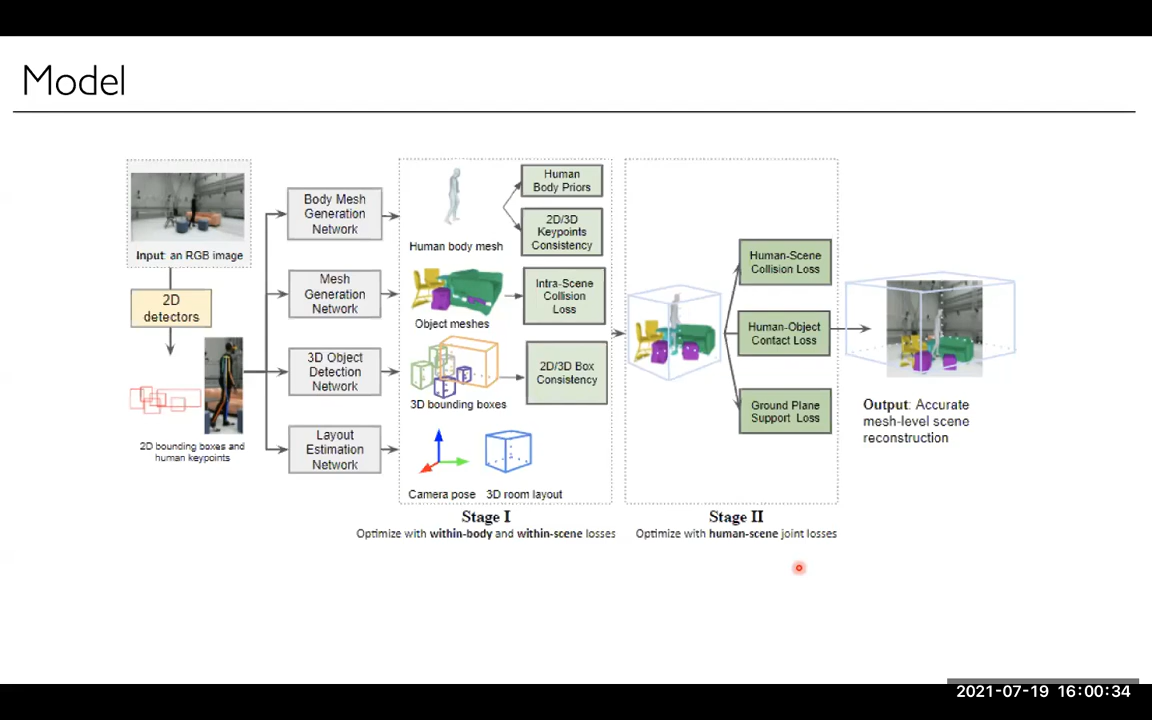 Model
Input: an RGB image
2D
detectors
2D bounding boxes and
human keypoints
Body Mesh
Generation
Network
Mesh
Generation
Network
3D Object
Detection
Network
Layout
Estimation
Network
Human body mesh
Object meshes
3D bounding boxes
Camera pose
3D room layout
Human
Body Priors
2D/3D
Keypoints
Consistency
Intra-Scene
Collision
Loss
2D/3D Box
Consistency
Stage I
Optimize with within-body and within-scene losses
Human-Scene
Collision Loss
Human-Object
Contact Loss
Ground Plane
Support Loss
Stage II
Optimize with human-scene joint losses
Output: Accurate
mesh-level scene
reconstruction
2021-07-19 16:00:34